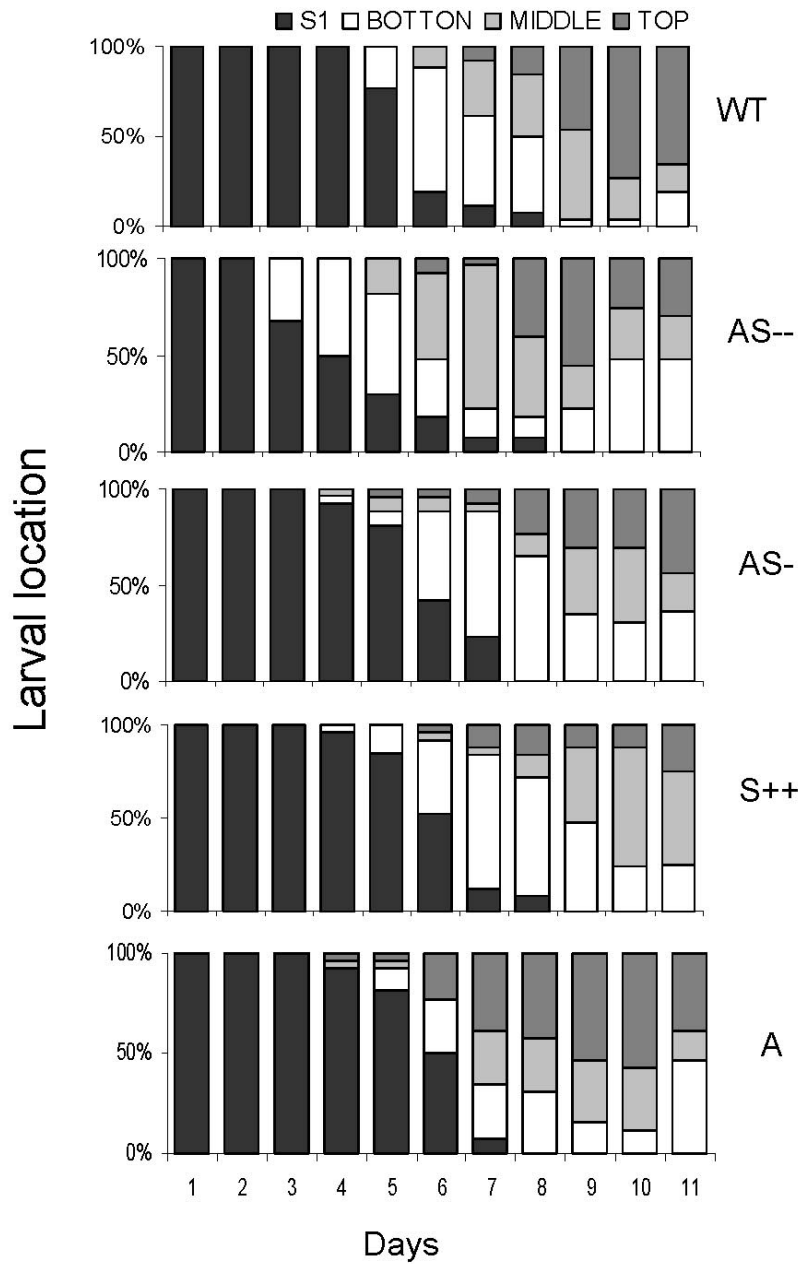 S1 BOTTON MIDDLE TOP
100%
50%
0%
WT
100%
50%
0%
AS--
100%
50%
0%
AS-
100%
50%
0%
S++
100%
50%
0%
A
Larval location
1 2 3 4 5 6 7 8 9 10 11
Days